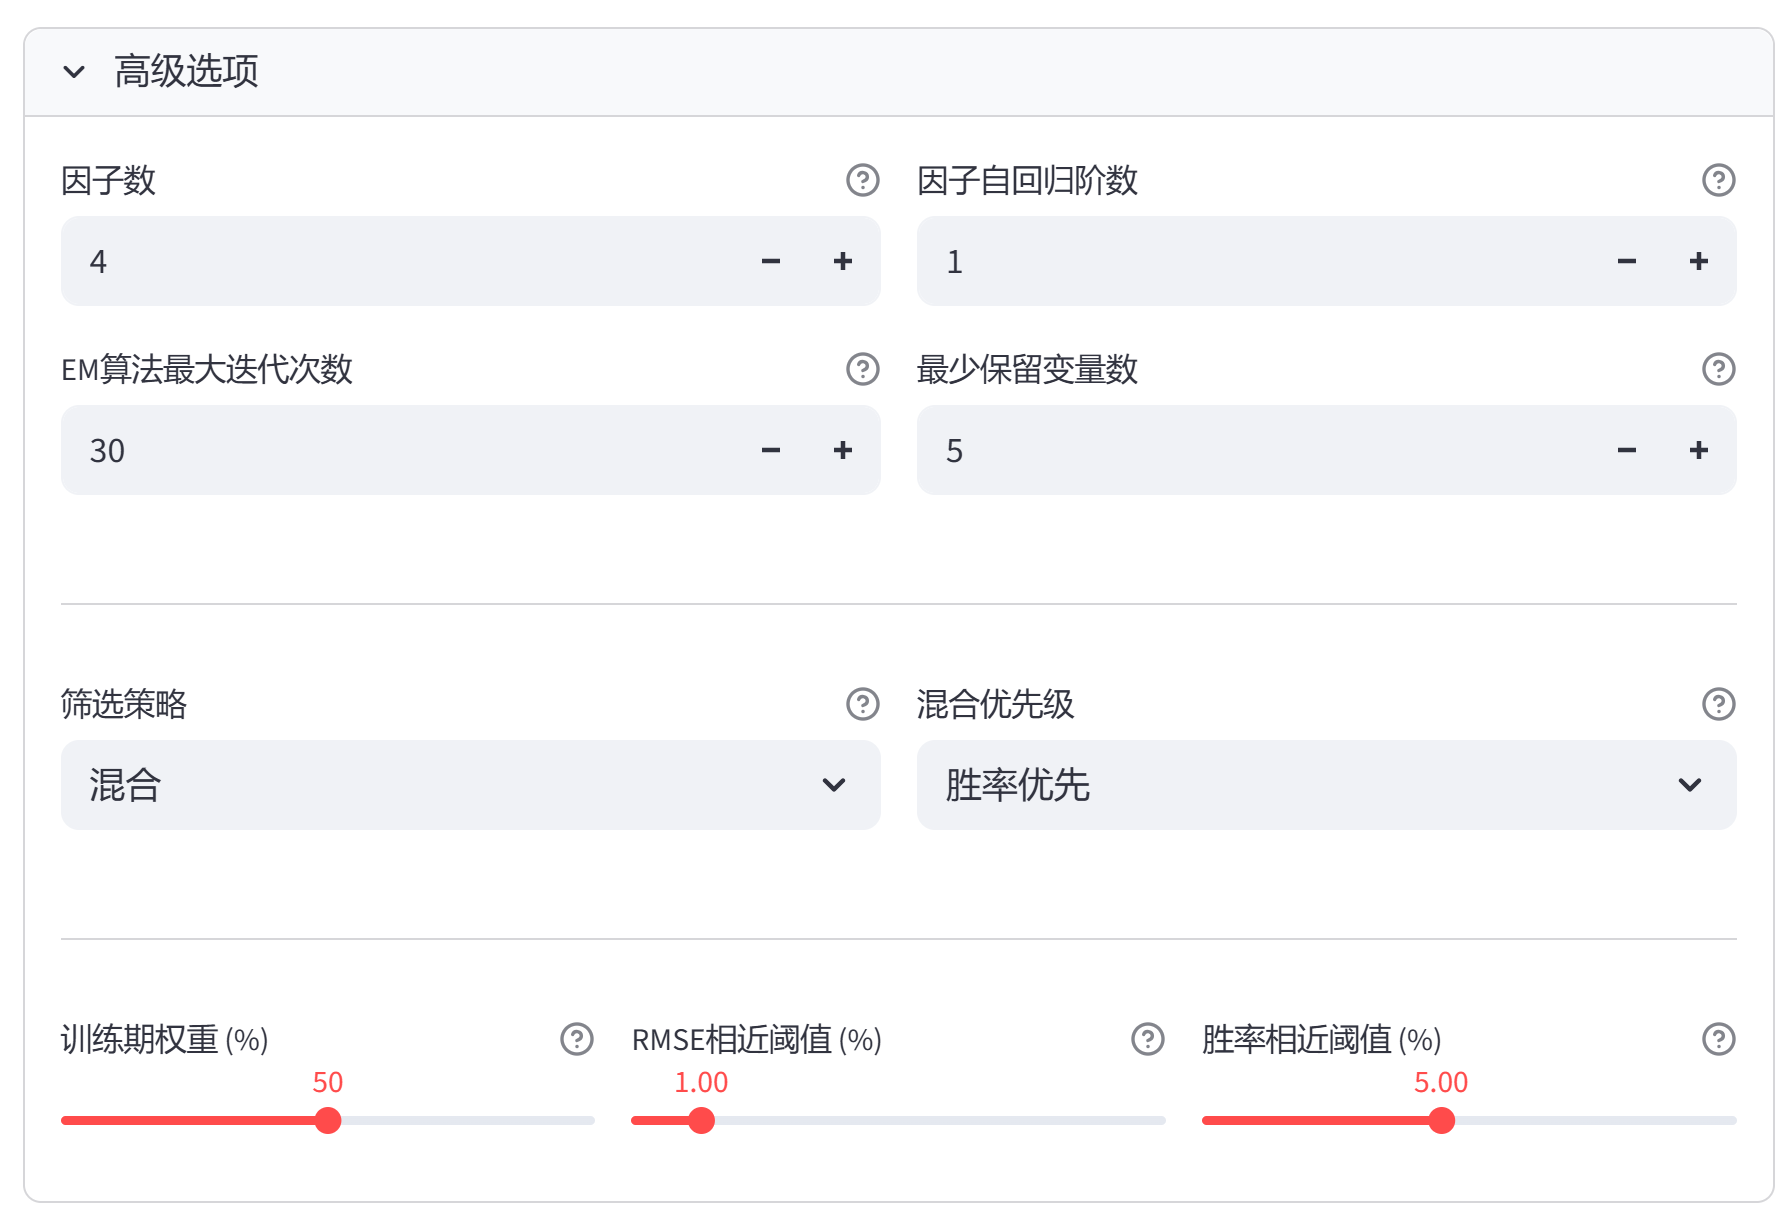 高级选项
因子数
因子自回归阶数
4
1
EM算法最大迭代次数
最少保留变量数
30
5
筛选策略
混合优先级
混合
胜率优先
训练期权重 (%)
RMSE相近阈值 (%)
胜率相近阈值 (%)
50
1.00
5.00